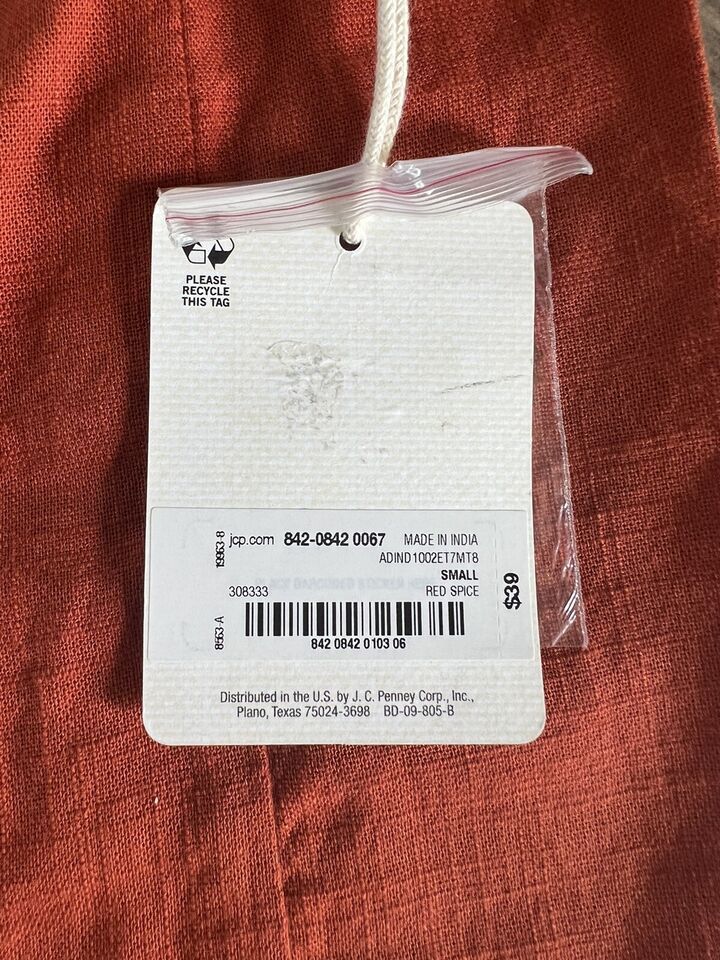 PLEASE
RECYCLE
THIS TAG
19963-8
jcp.com 842-0842 0067 MADE IN INDIA
ADIND1002ET7MT8
SMALL
308333 RED SPICE
$39
8563-A
842 0842 0103 06
Distributed in the U.S. by J. C. Penney Corp., Inc.,
Plano, Texas 75024-3698 BD-09-805-B